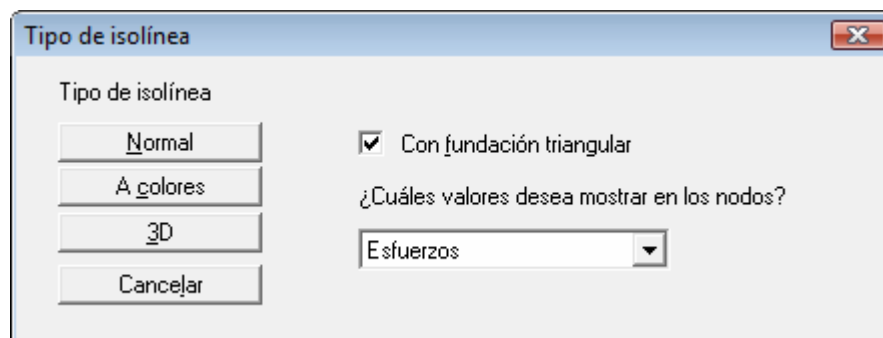 Tipo de isolínea
Tipo de isolínea
Normal
A colores
3D
Cancelar
Con fundación triangular
¿Cuáles valores desea mostrar en los nodos?
Esfuerzos